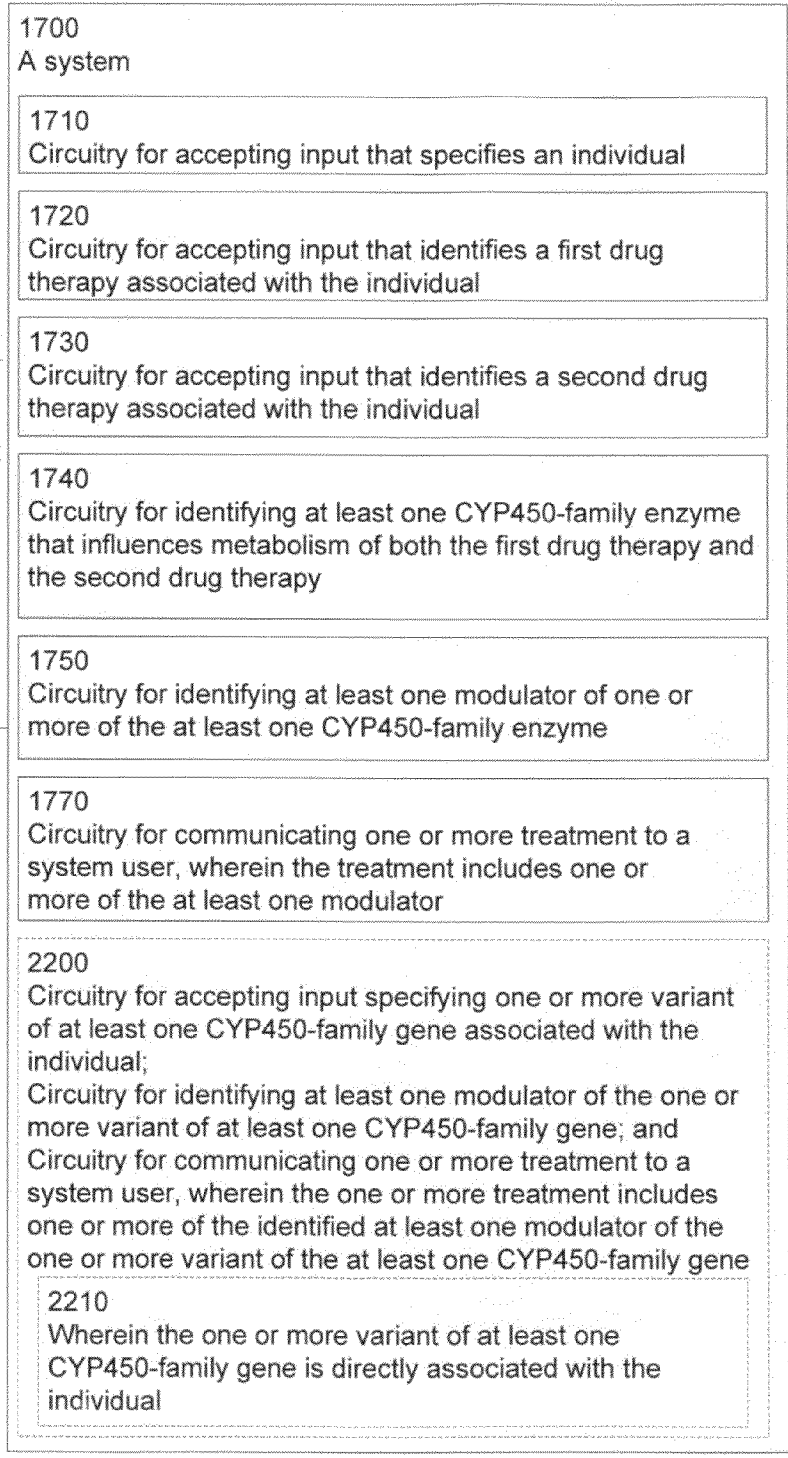 1700
A system
1710
Circuitry for accepting input that specifies an individual
1720
Circuitry for accepting input that identifies a first drug
therapy associated with the individual
1730
Circuitry for accepting input that identifies a second drug
therapy associated with the individual
1740
Circuitry for identifying at least one CYP450-family enzyme
that influences metabolism of both the first drug therapy and
the second drug therapy
1750
Circuitry for identifying at least one modulator of one or
more of the at least one CYP450-family enzyme
1770
Circuitry for communicating one or more treatment to a
system user, wherein the treatment includes one or
more of the at least one modulator
2200
Circuitry for accepting input specifying one or more variant
of at least one CYP450-family gene associated with the
individual;
Circuitry for identifying at least one modulator of the one or
more variant of at least one CYP450-family gene; and
Circuitry for communicating one or more treatment to a
system user, wherein the one or more treatment includes
one or more of the identified at least one modulator of the
one or more variant of the at least one CYP450-family gene
2210
Wherein the one or more variant of at least one
CYP450-family gene is directly associated with the
individual